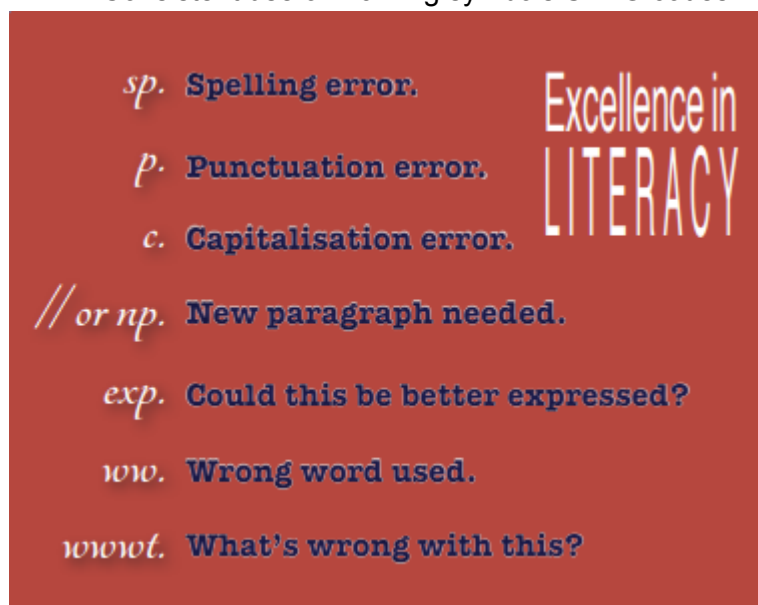 sp. Spelling error.
Excellence in
LITERACY
p. Punctuation error.
c. Capitalisation error.
// or np. New paragraph needed.
exp. Could this be better expressed?
ww. Wrong word used.
wwwt. What's wrong with this?